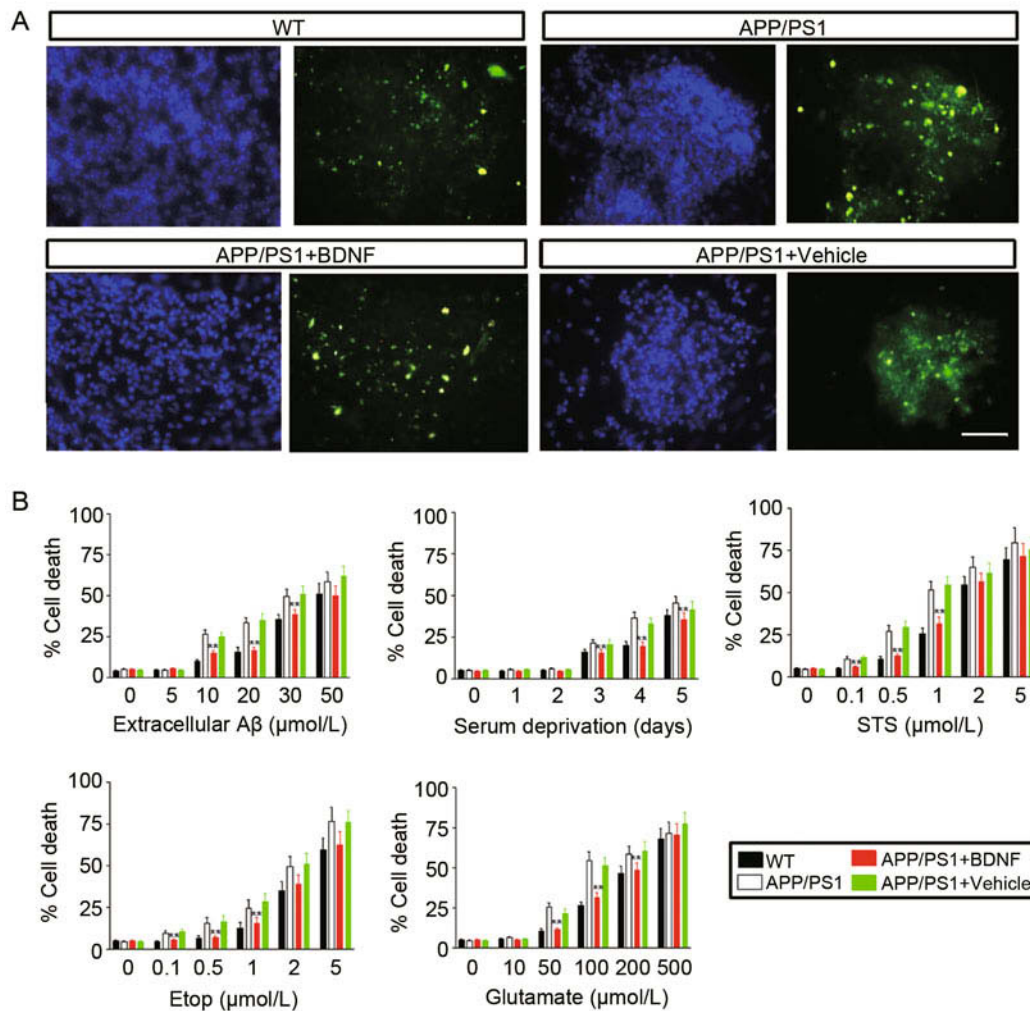 A
WT
APP/PS1
APP/PS1+BDNF
APP/PS1+Vehicle
B
% Cell death
100
75
50
25
0
**
**
**
0 5 10 20 30 50
Extracellular Aβ (μmol/L)
% Cell death
100
75
50
25
0
**
**
**
0 1 2 3 4 5
Serum deprivation (days)
% Cell death
100
75
50
25
0
**
**
**
0 0.1 0.5 1 2 5
STS (μmol/L)
% Cell death
100
75
50
25
0
**
**
**
0 0.1 0.5 1 2 5
Etop (μmol/L)
% Cell death
100
75
50
25
0
**
**
**
0 10 50 100 200 500
Glutamate (μmol/L)
WT
APP/PS1+BDNF
APP/PS1
APP/PS1+Vehicle